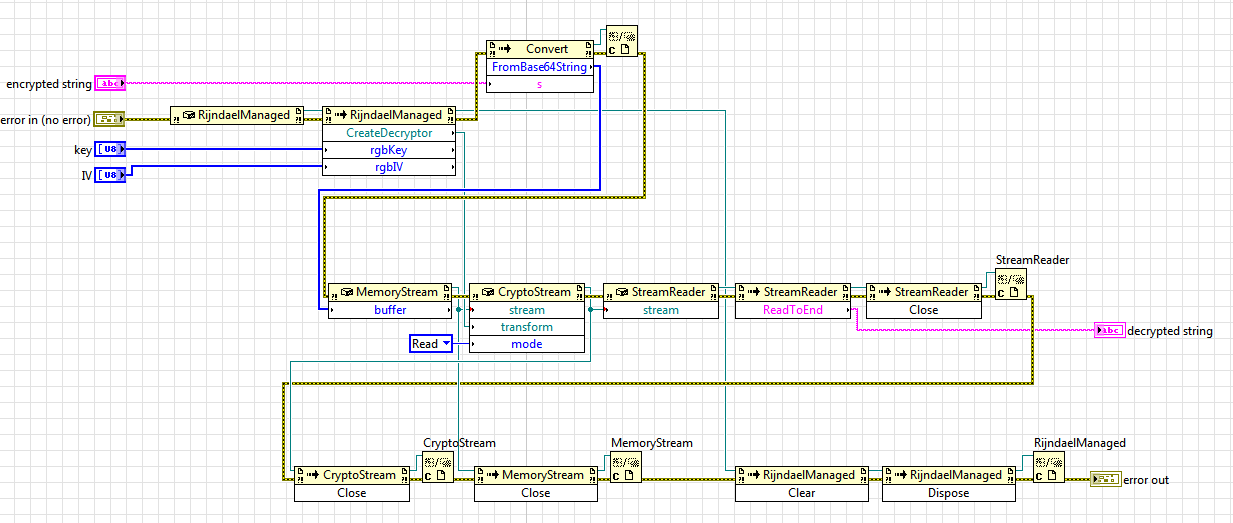 Convert
FromBase64String
s
encrypted string
abc
RijndaelManaged
RijndaelManaged
error in (no error)
CreateDecryptor
key
U8
rgbKey
IV
U8
rgbIV
StreamReader
MemoryStream
CryptoStream
StreamReader
StreamReader
StreamReader
buffer
stream
stream
ReadToEnd
Close
transform
abc
decrypted string
Read
mode
CryptoStream
MemoryStream
RijndaelManaged
CryptoStream
MemoryStream
RijndaelManaged
RijndaelManaged
error out
Close
Close
Clear
Dispose